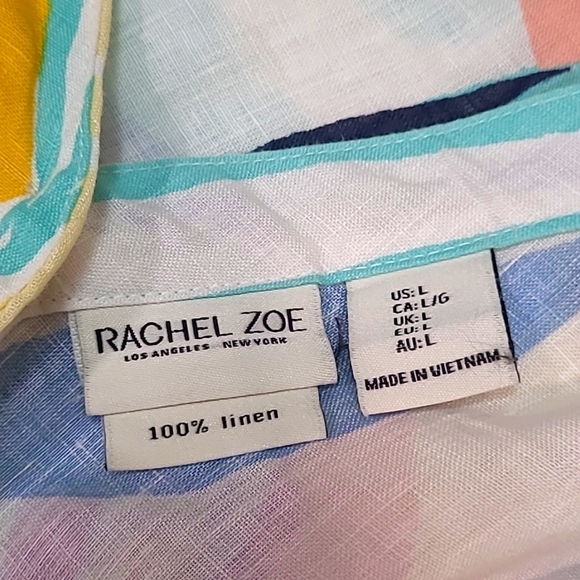 RACHEL ZOE
LOS ANGELES NEW YORK
100% linen
US: L
CA: L/G
UK: L
EU: L
AU: L
MADE IN VIETNAM